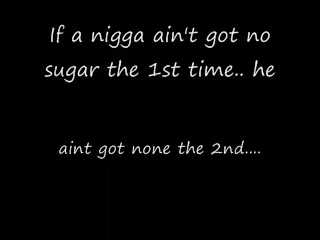 If a nigga ain't got no
sugar the 1st time.. he
aint got none the 2nd....